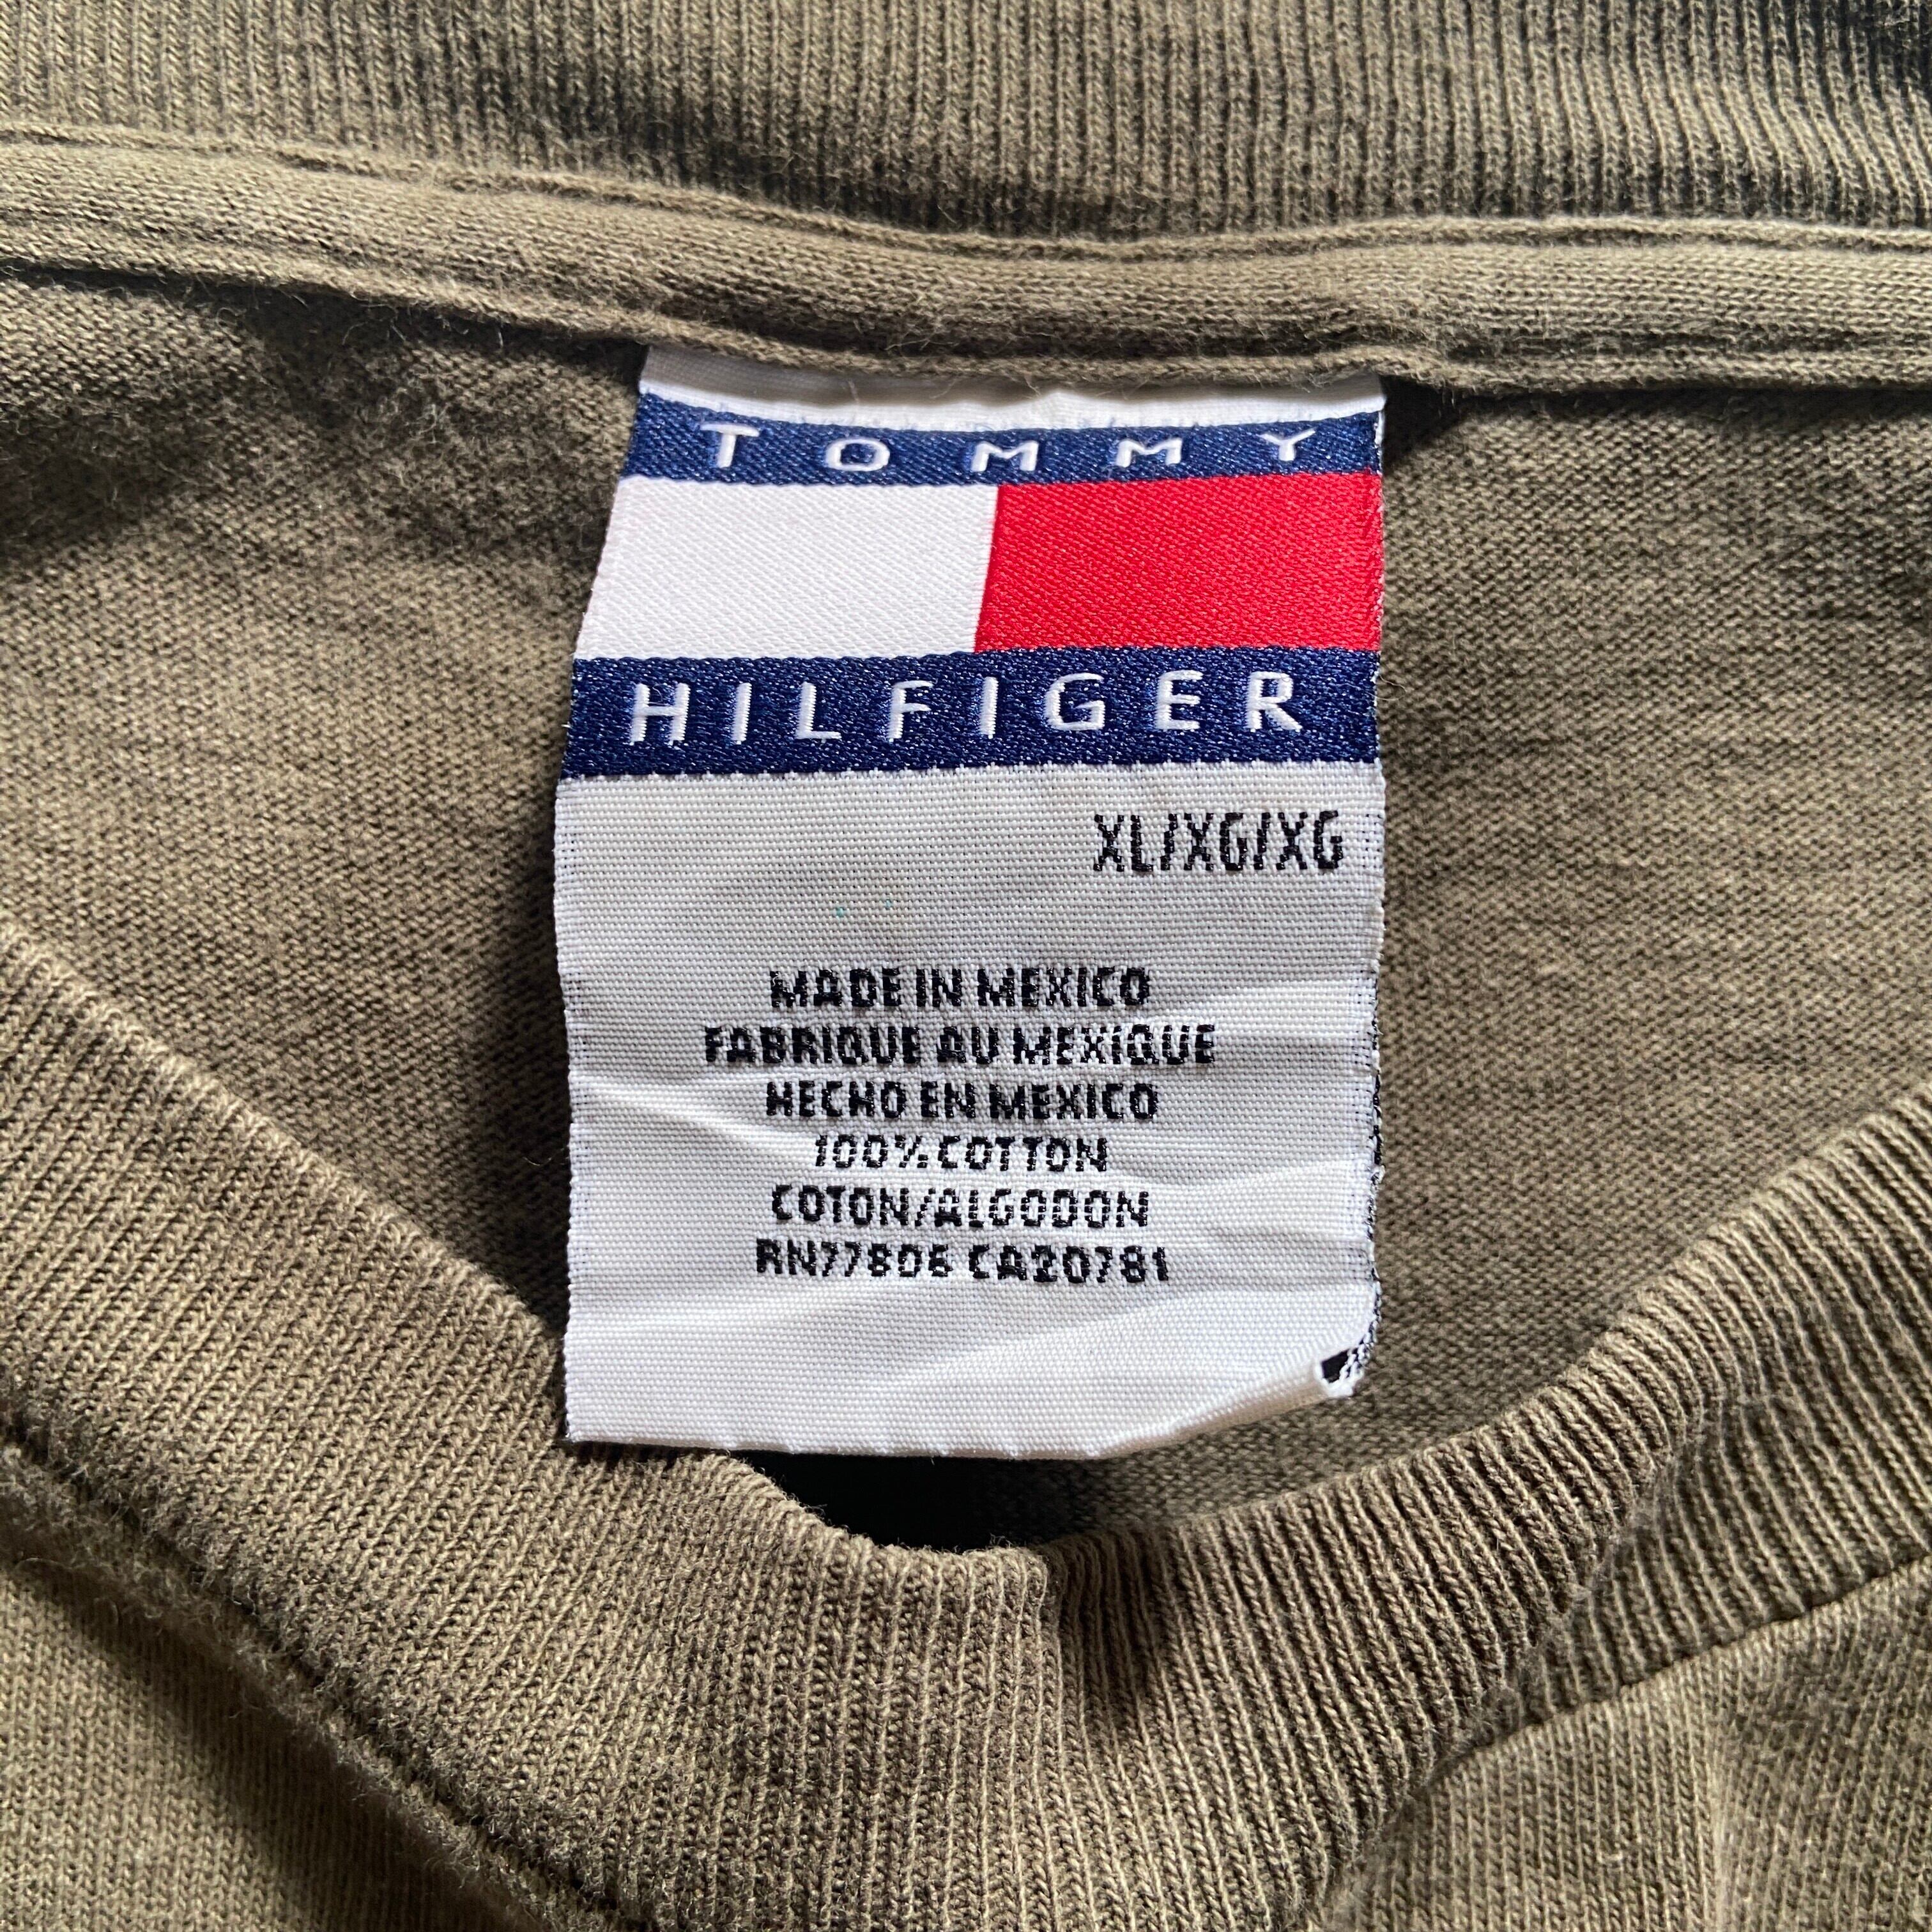 TOMMY
HILFIGER
XL/XG/XG
MADE IN MEXICO
FABRIQUE AU MEXIQUE
HECHO EN MEXICO
100% COTTON
COTON/ALGODON
RN77806 CA20781